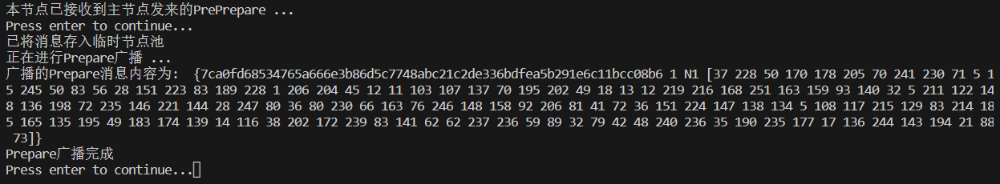 本节点已接收到主节点发来的PrePrepare ...
Press enter to continue...
已将消息存入临时节点池
正在进行Prepare广播 ...
广播的Prepare消息内容为:  {7ca0fd68534765a666e3b86d5c7748abc21c2de336bdfea5b291e6c11bcc08b6 1 N1 [37 228 50 170 178 205 70 241 230 71 5 1
5 245 50 83 56 28 151 223 83 189 228 1 206 204 45 12 11 103 107 137 70 195 202 49 18 13 12 219 216 168 251 163 159 93 140 32 5 211 122 14
8 136 198 72 235 146 221 144 28 247 80 36 80 230 66 163 76 246 148 158 92 206 81 41 72 36 151 224 147 138 134 5 108 117 215 129 83 214 18
5 165 135 195 49 183 174 139 14 116 38 202 172 239 83 141 62 62 237 236 59 89 32 79 42 48 240 236 35 190 235 177 17 136 244 143 194 21 88
 73]}
Prepare广播完成
Press enter to continue...